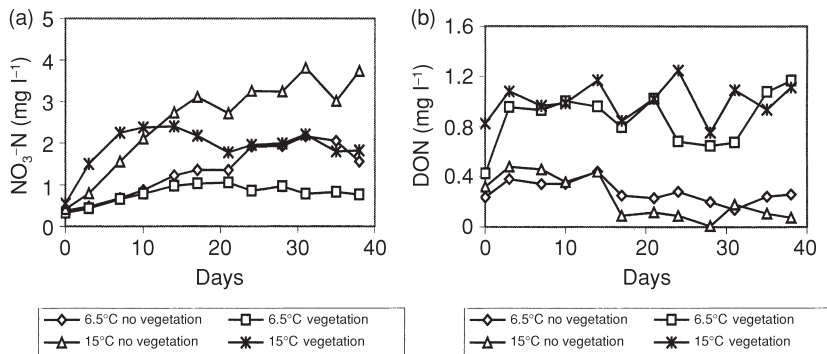 (a)
5
4
3
2
1
0
NO₃–N (mg l⁻¹)
0 10 20 30 40
Days
6.5°C no vegetation 6.5°C vegetation
15°C no vegetation 15°C vegetation
(b)
1.6
1.2
0.8
0.4
0
DON (mg l⁻¹)
0 10 20 30 40
Days
6.5°C no vegetation 6.5°C vegetation
15°C no vegetation 15°C vegetation